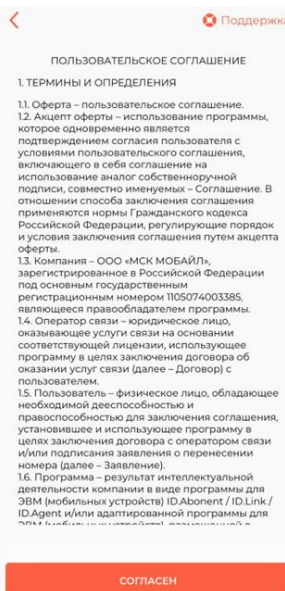 Поддержка
ПОЛЬЗОВАТЕЛЬСКОЕ СОГЛАШЕНИЕ
1. ТЕРМИНЫ И ОПРЕДЕЛЕНИЯ
1.1. Оферта – пользовательское соглашение.
1.2. Акцепт оферты – использование программы,
которое одновременно является
подтверждением согласия пользователя с
условиями пользовательского соглашения,
включающего в себя соглашение на
использование аналог собственноручной
подписи, совместно именуемых – Соглашение. В
отношении способа заключения соглашения
применяются нормы Гражданского кодекса
Российской Федерации, регулирующие порядок
и условия заключения соглашения путем акцепта
оферты.
1.3. Компания – ООО «МСК МОБАЙЛ»,
зарегистрированное в Российской Федерации
под основным государственным
регистрационным номером 1105074003385,
являющееся правообладателем программы.
1.4. Оператор связи – юридическое лицо,
оказывающее услуги связи на основании
соответствующей лицензии, использующее
программу в целях заключения договора об
оказании услуг связи (далее – Договор) с
пользователем.
1.5. Пользователь – физическое лицо, обладающее
необходимой дееспособностью и
правоспособностью для заключения соглашения,
установившее и использующее программу в
целях заключения договора с оператором связи
и/или подписания заявления о перенесении
номера (далее – Заявление).
1.6. Программа – результат интеллектуальной
деятельности компании в виде программы для
ЭВМ (мобильных устройств) ID.Abonent / ID.Link /
ID.Agent и/или адаптированной программы для
ЭВМ (мобильных устройств), размещенной в
СОГЛАСЕН